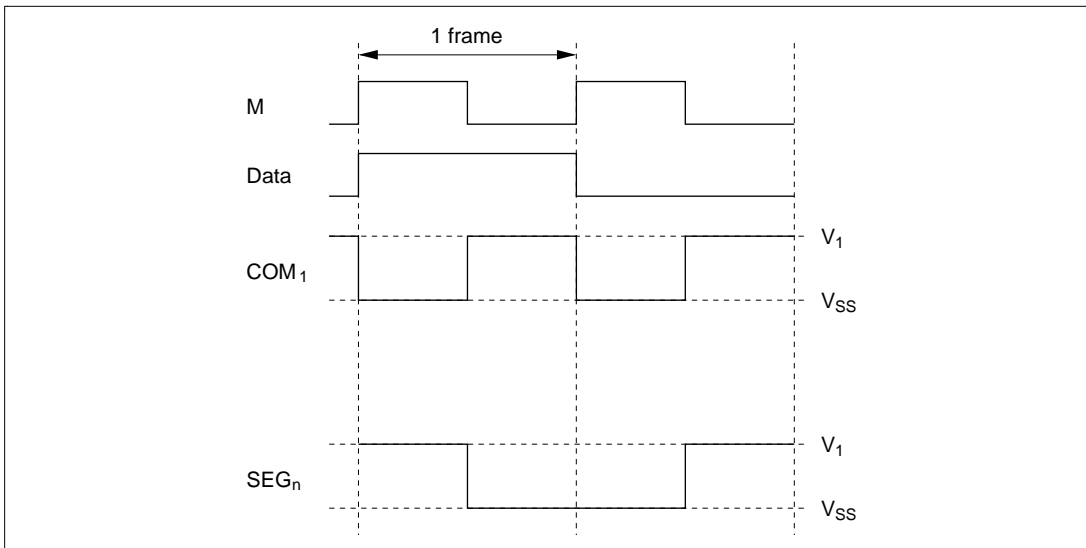 1 frame
M
Data
V1
COM1
VSS
V1
SEGn
VSS